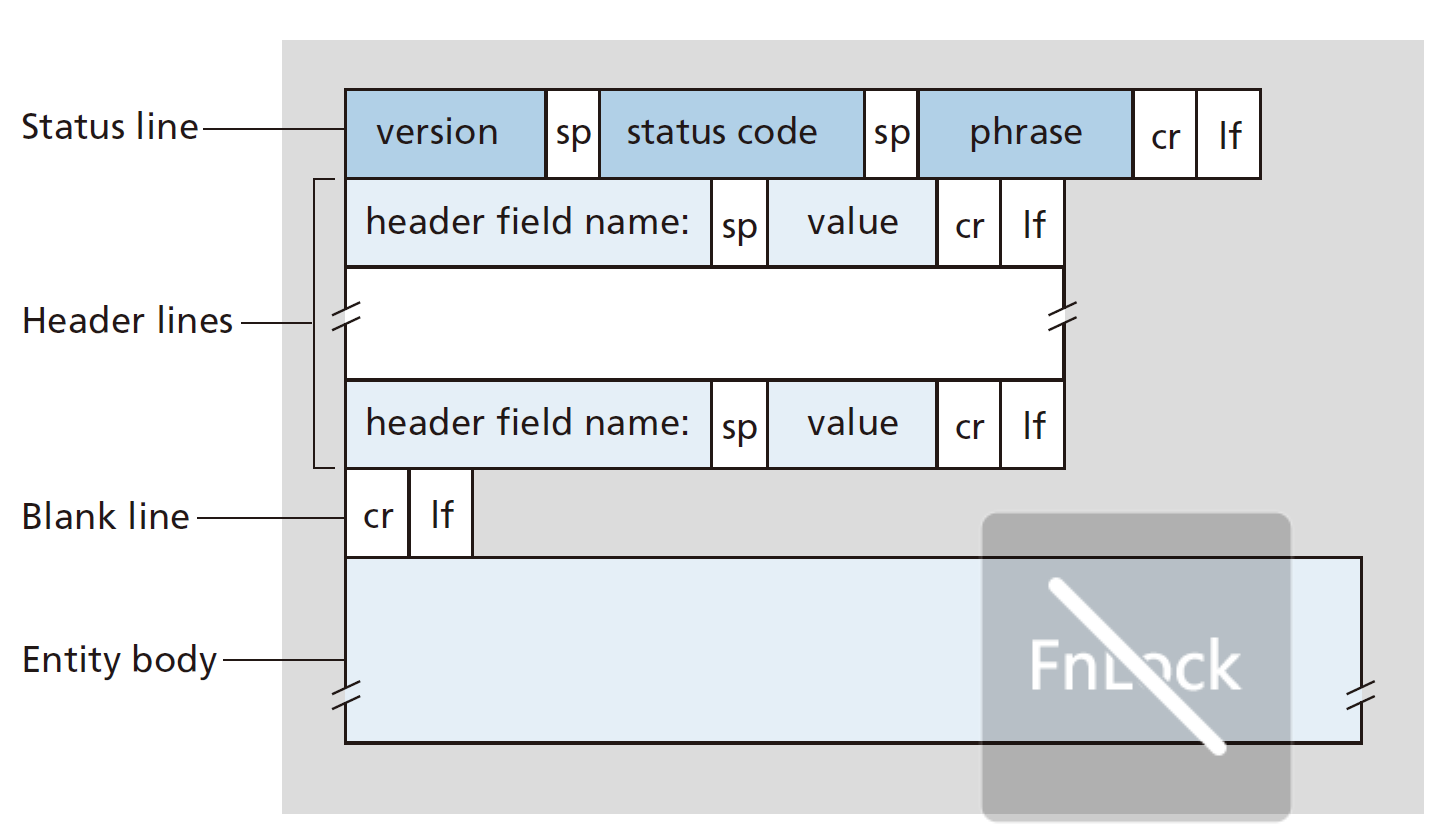 Status line version sp status code sp phrase cr lf
header field name: sp value cr lf
Header lines
header field name: sp value cr lf
Blank line cr lf
Entity body
FnLock